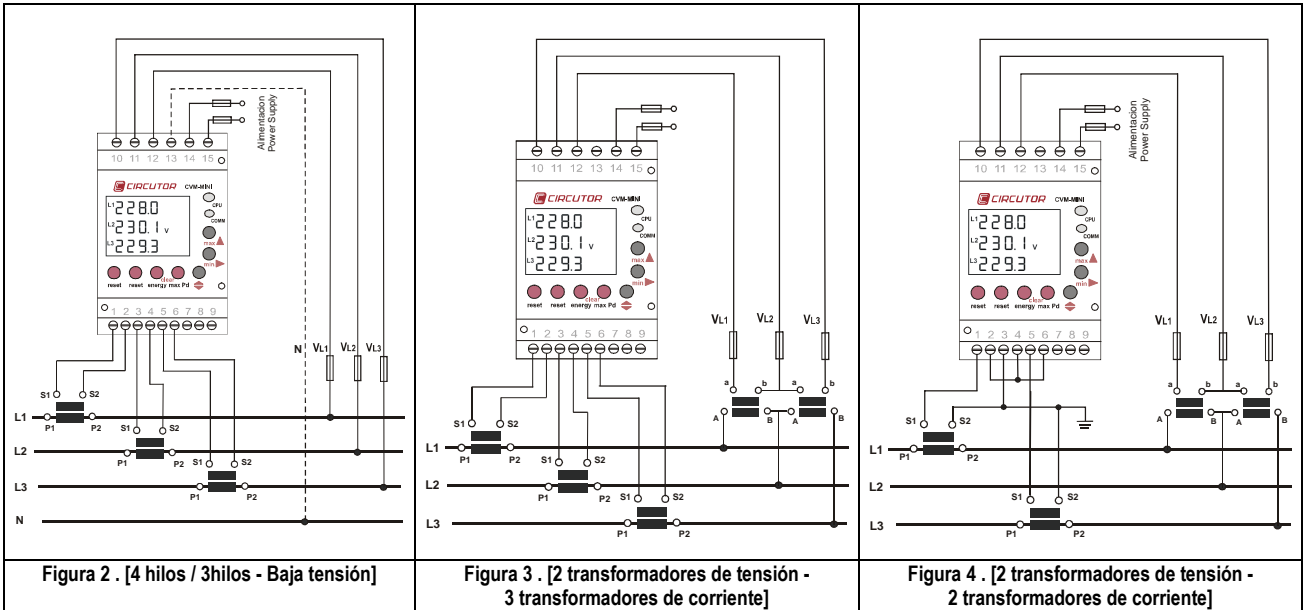 Alimentacion
Power Supply
10 11 12 13 14 15
CIRCUTOR CVM-MINI
CPU
COMM
L1 228.0
L2 230.1 v
L3 229.3
max
min
clear
reset reset energy max Pd
1 2 3 4 5 6 7 8 9
N VL1 VL2 VL3
S1 S2
L1
P1 P2
S1 S2
L2
P1 P2
S1 S2
L3
P1 P2
N
Figura 2 . [4 hilos / 3hilos - Baja tensión]
10 11 12 13 14 15
CIRCUTOR CVM-MINI
CPU
COMM
L1 228.0
L2 230.1 v
L3 229.3
max
min
clear
reset reset energy max Pd
1 2 3 4 5 6 7 8 9
VL1 VL2 VL3
a b a b
A B A B
S1 S2
L1
P1 P2
S1 S2
L2
P1 P2
S1 S2
L3
P1 P2
Figura 3 . [2 transformadores de tensión -
3 transformadores de corriente]
Alimentacion
Power Supply
10 11 12 13 14 15
CIRCUTOR CVM-MINI
CPU
COMM
L1 228.0
L2 230.1 v
L3 229.3
max
min
clear
reset reset energy max Pd
1 2 3 4 5 6 7 8 9
VL1 VL2 VL3
a b a b
A B A B
S1 S2
L1
P1 P2
L2
S1 S2
L3
P1 P2
Figura 4 . [2 transformadores de tensión -
2 transformadores de corriente]